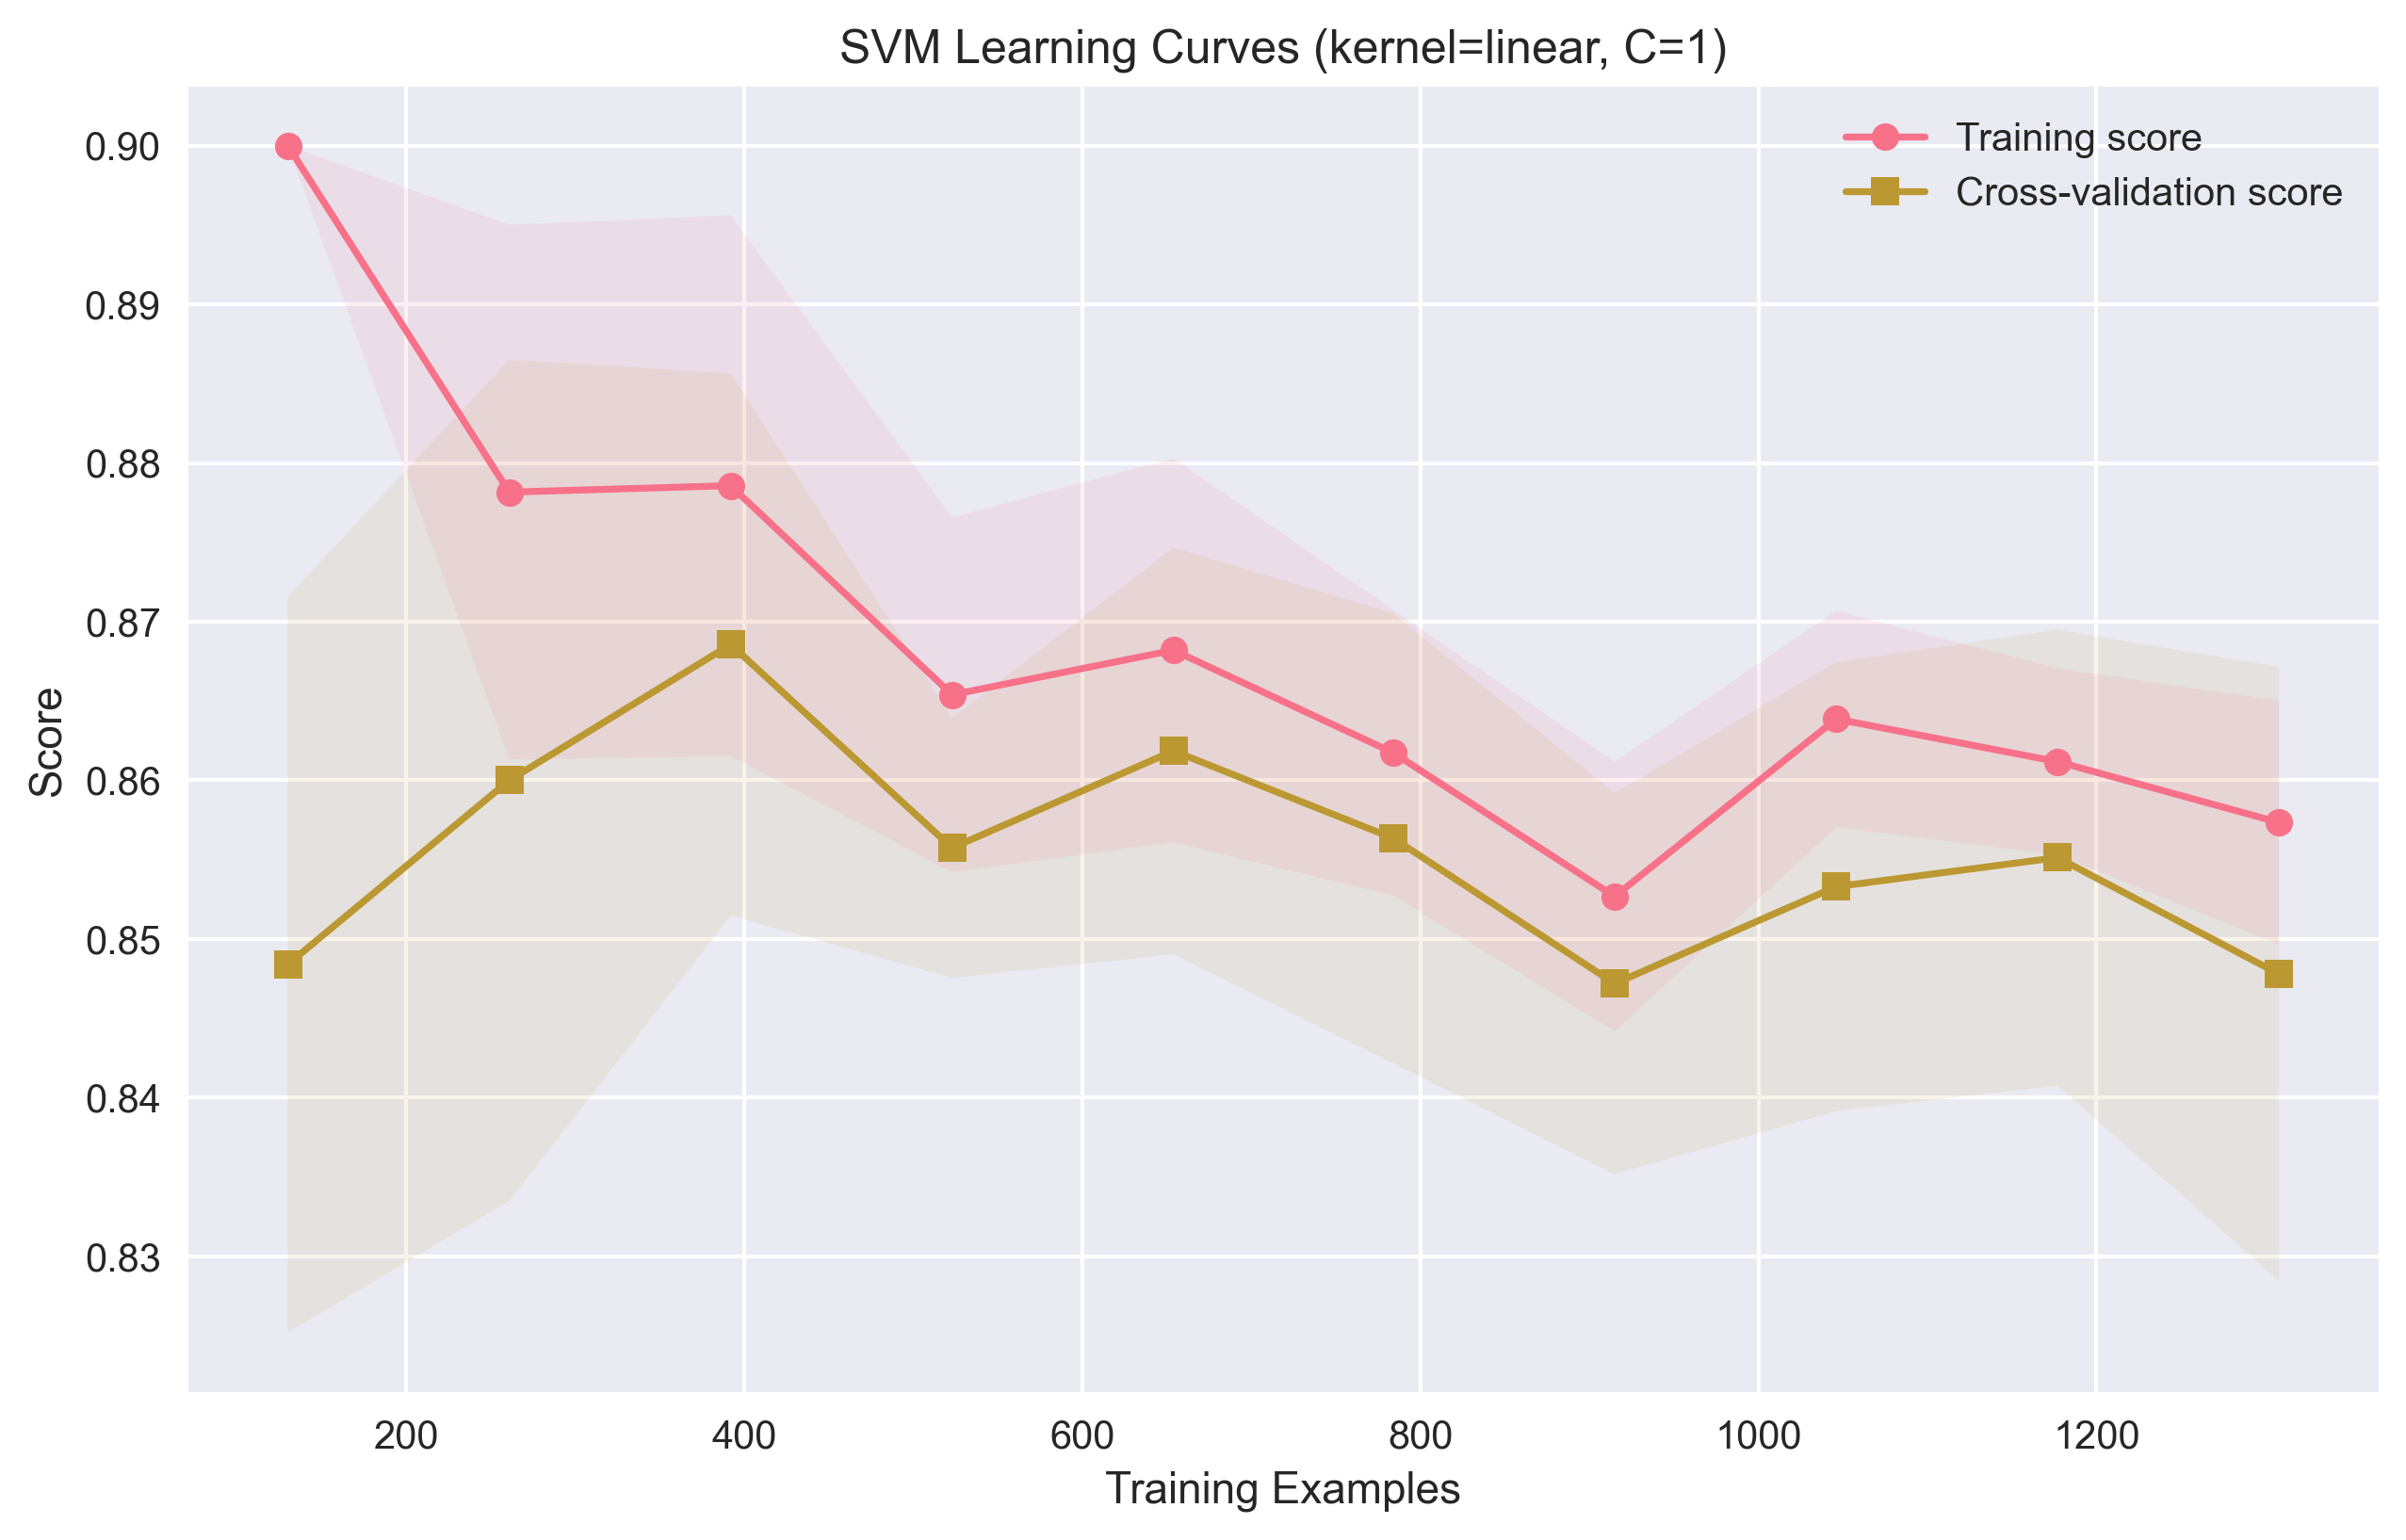 SVM Learning Curves (kernel=linear, C=1)
Training score
Cross-validation score
0.90
0.89
0.88
0.87
0.86
0.85
0.84
0.83
Score
200 400 600 800 1000 1200
Training Examples